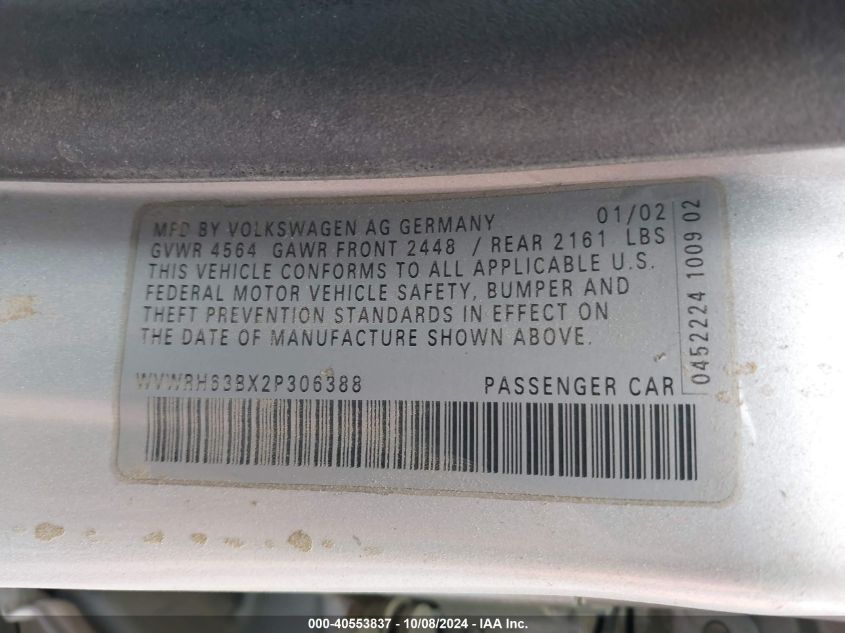 MFD BY VOLKSWAGEN AG GERMANY 01/02
GVWR 4564 GAWR FRONT 2448 / REAR 2161 LBS
THIS VEHICLE CONFORMS TO ALL APPLICABLE U.S.
FEDERAL MOTOR VEHICLE SAFETY, BUMPER AND
THEFT PREVENTION STANDARDS IN EFFECT ON
THE DATE OF MANUFACTURE SHOWN ABOVE.
WVWRH63BX2P306388 PASSENGER CAR
0452224 1009 02
000-40553837 - 10/08/2024 - IAA, Inc.